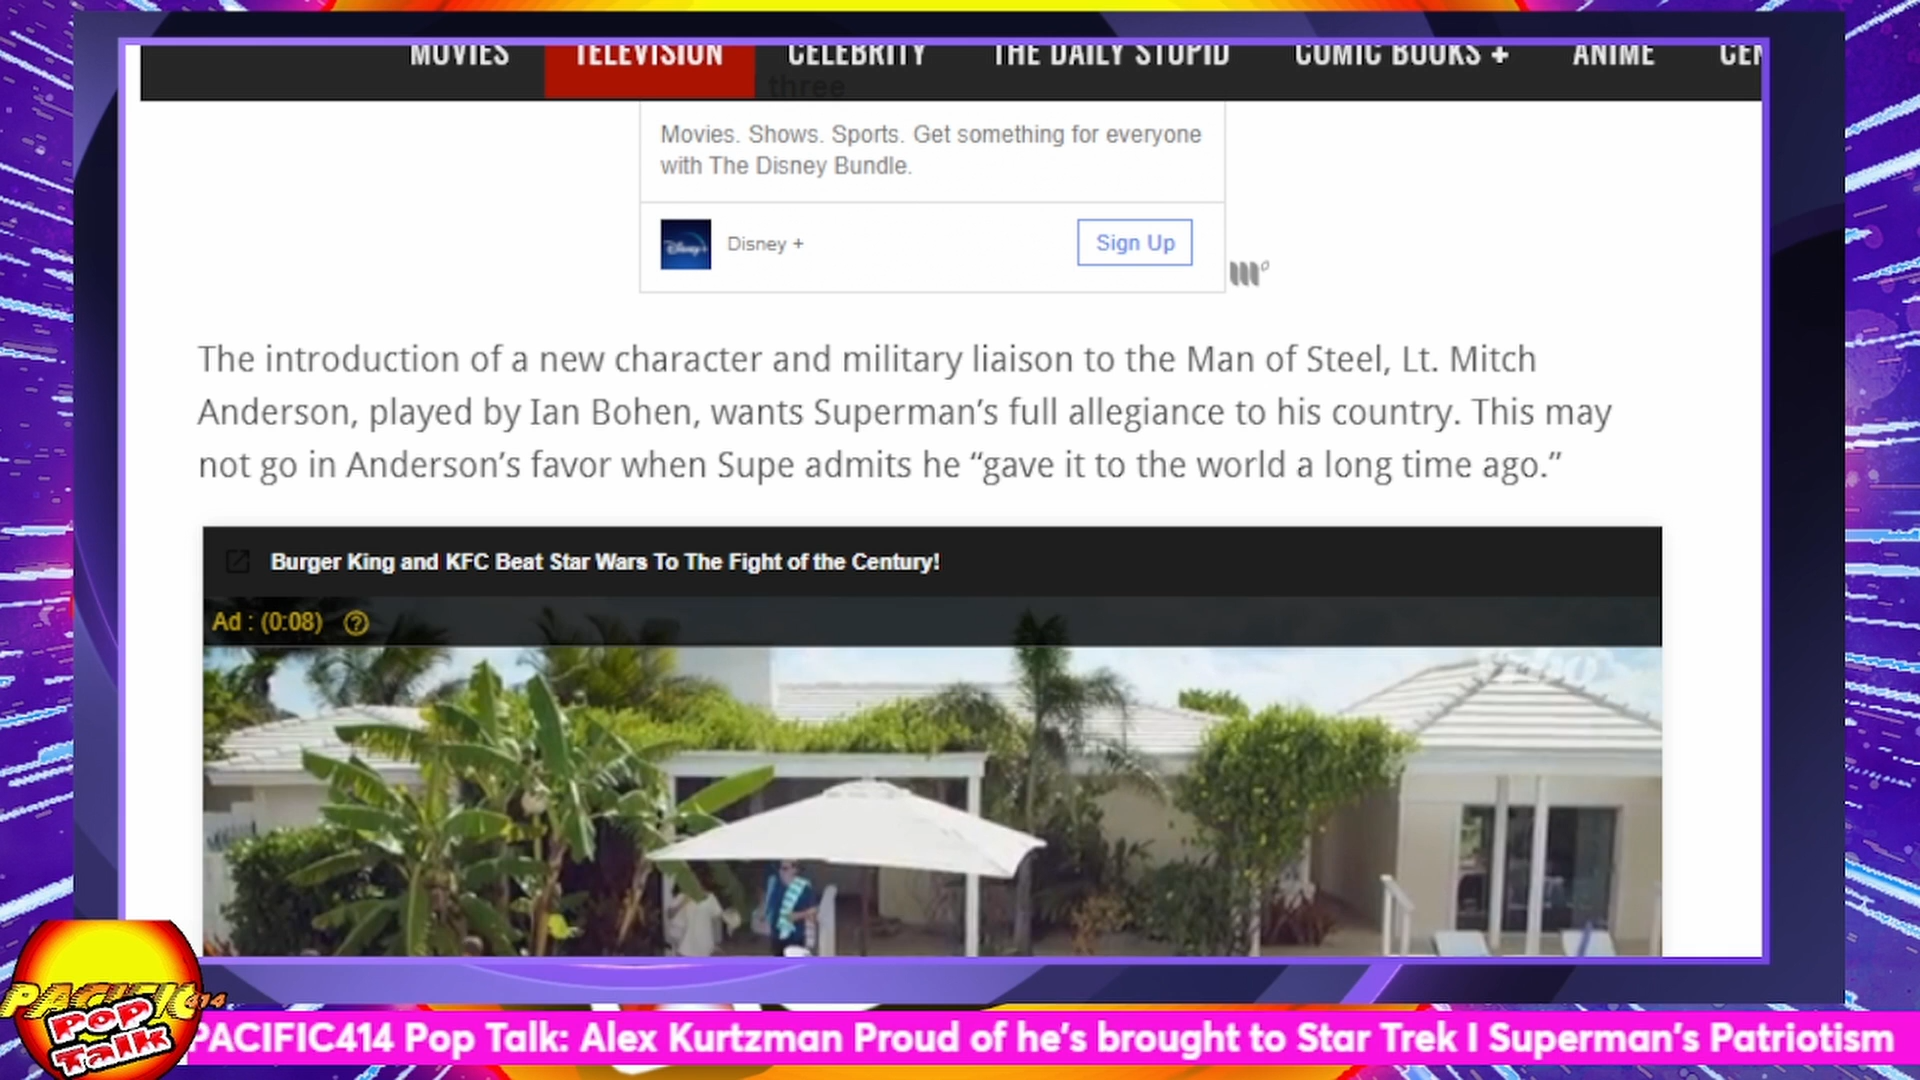 MOVIES TELEVISION CELEBRITY THE DAILY STUPID COMIC BOOKS + ANIME
three
Movies. Shows. Sports. Get something for everyone
with The Disney Bundle.
Disney+
Disney + Sign Up
The introduction of a new character and military liaison to the Man of Steel, Lt. Mitch
Anderson, played by Ian Bohen, wants Superman’s full allegiance to his country. This may
not go in Anderson’s favor when Supe admits he “gave it to the world a long time ago.”
Burger King and KFC Beat Star Wars To The Fight of the Century!
Ad : (0:08) ?
PACIFIC414
POP
Talk
PACIFIC414 Pop Talk: Alex Kurtzman Proud of he’s brought to Star Trek I Superman’s Patriotism